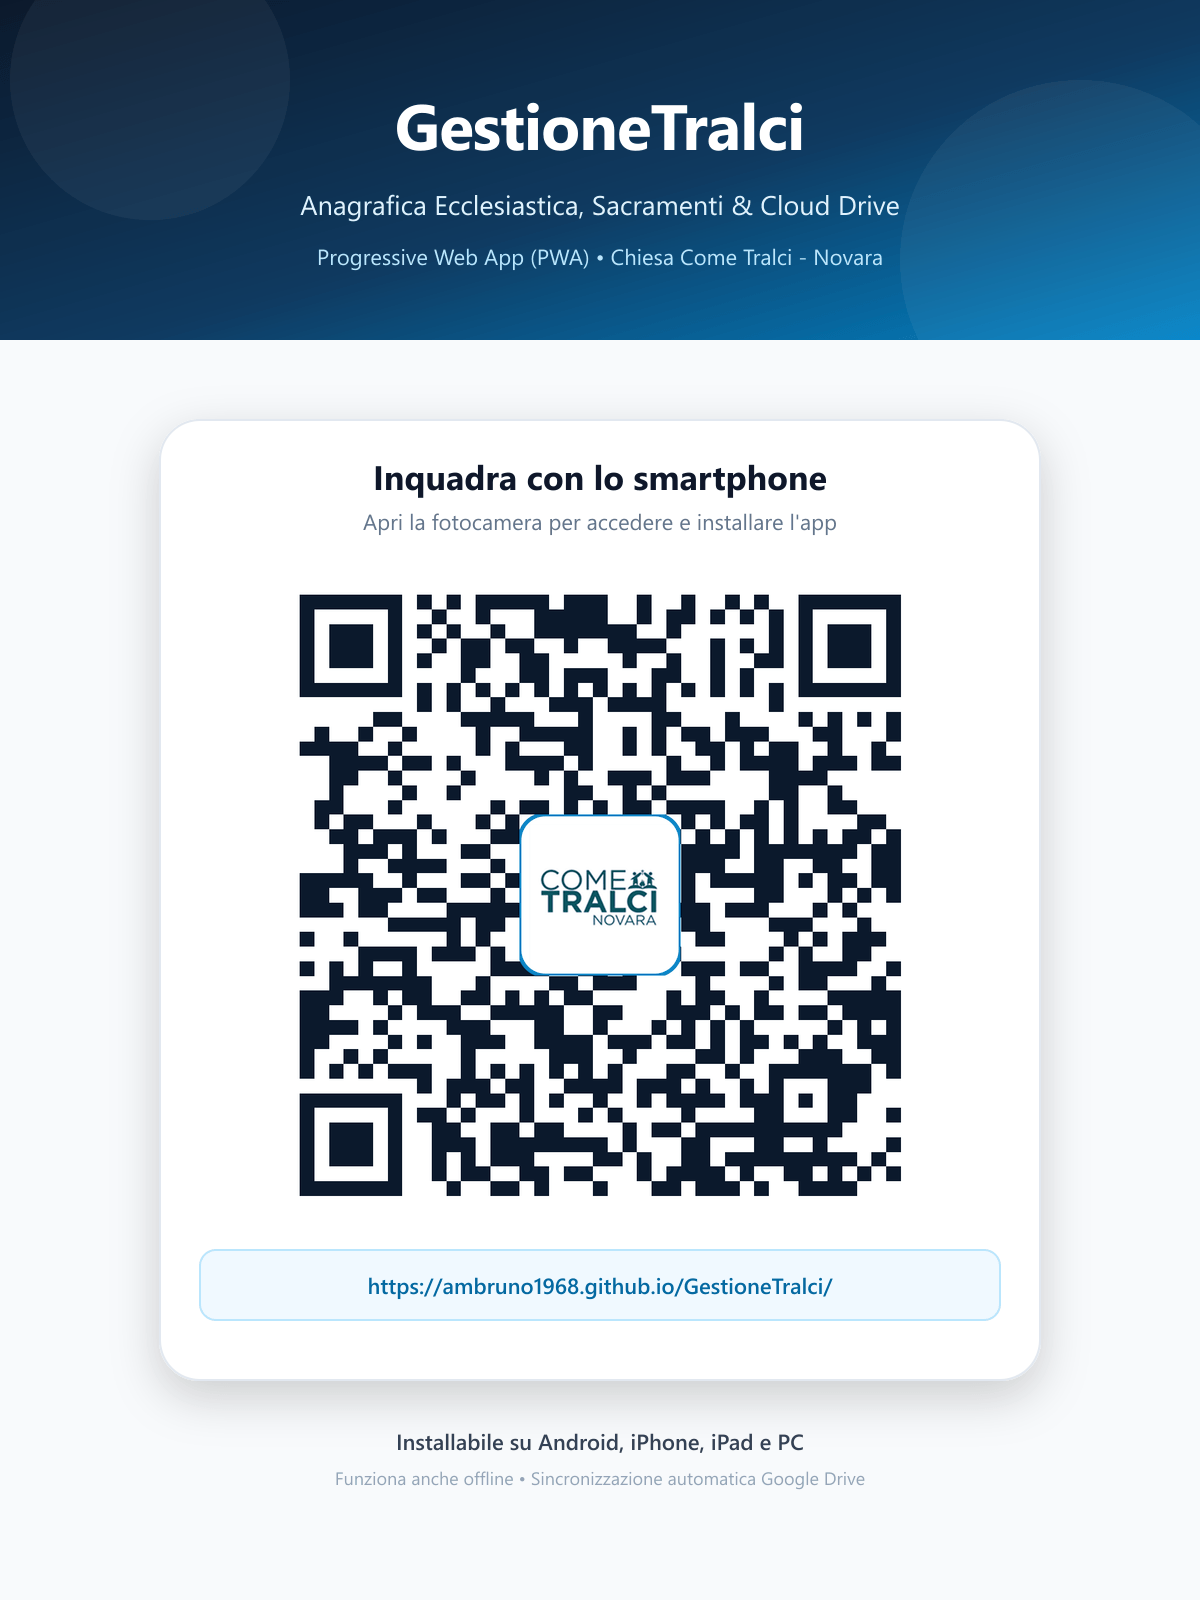 GestioneTralci
Anagrafica Ecclesiastica, Sacramenti & Cloud Drive
Progressive Web App (PWA) • Chiesa Come Tralci - Novara
Inquadra con lo smartphone
Apri la fotocamera per accedere e installare l'app
COME
TRALCI
NOVARA
https://ambruno1968.github.io/GestioneTralci/
Installabile su Android, iPhone, iPad e PC
Funziona anche offline • Sincronizzazione automatica Google Drive